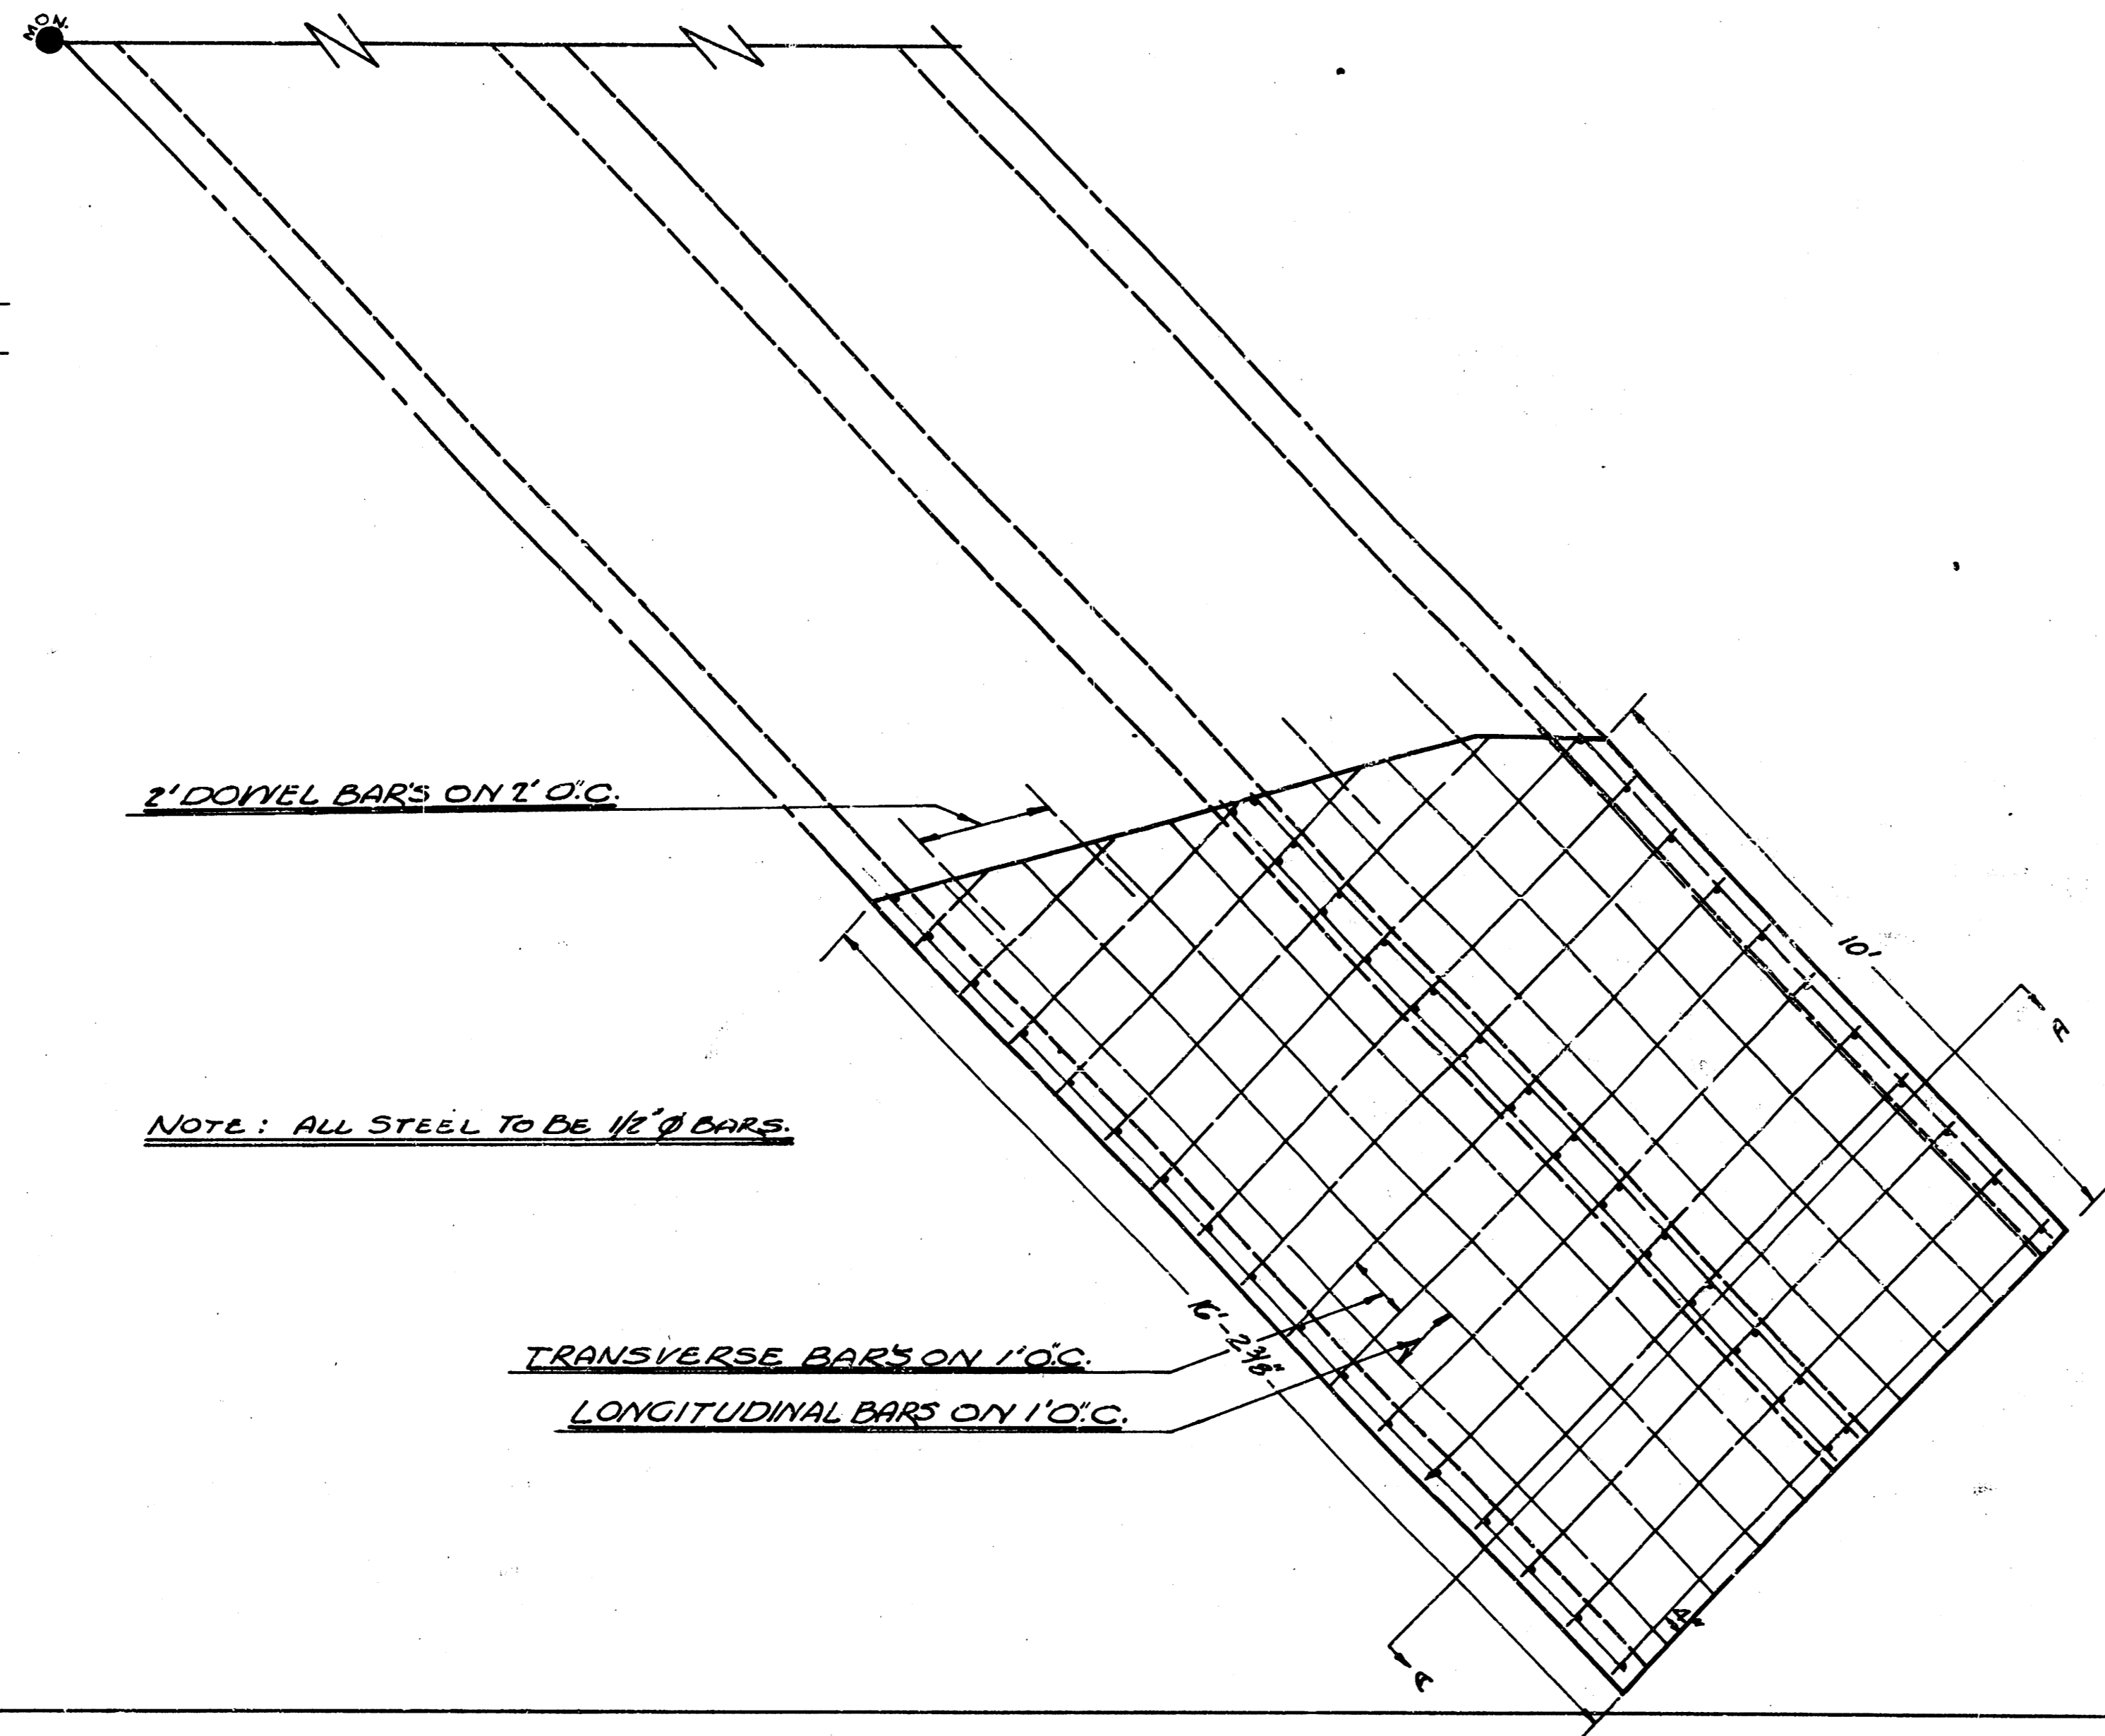 MON.
2' DOWEL BARS ON 2' O.C.
10'
A
NOTE: ALL STEEL TO BE 1/2" Ø BARS.
16'-2 3/8"
TRANSVERSE BARS ON 1' O.C.
LONGITUDINAL BARS ON 1' O.C.
A